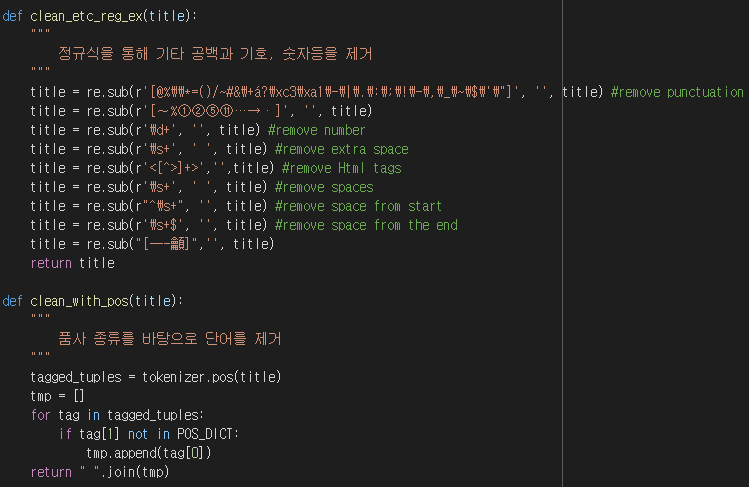 def clean_etc_reg_ex(title):
    """
        정규식을 통해 기타 공백과 기호, 숫자등을 제거
    """
    title = re.sub(r'[@%₩₩*=()/~#&₩+á?₩xc3₩xa1₩-₩|₩.₩:₩;₩!₩-₩,₩_₩~₩$₩'₩"]', '', title) #remove punctuation
    title = re.sub(r'[～%①②⑤⑪…→·]', '', title)
    title = re.sub(r'₩d+', '', title) #remove number
    title = re.sub(r'₩s+', ' ', title) #remove extra space
    title = re.sub(r'<[^>]+>','',title) #remove Html tags
    title = re.sub(r'₩s+', ' ', title) #remove spaces
    title = re.sub(r"^₩s+", '', title) #remove space from start
    title = re.sub(r'₩s+$', '', title) #remove space from the end
    title = re.sub("[]","", title)
    return title
def clean_with_pos(title):
    """
        품사 종류를 바탕으로 단어를 제거
    """
    tagged_tuples = tokenizer.pos(title)
    tmp = []
    for tag in tagged_tuples:
        if tag[1] not in POS_DICT:
            tmp.append(tag[0])
    return " ".join(tmp)